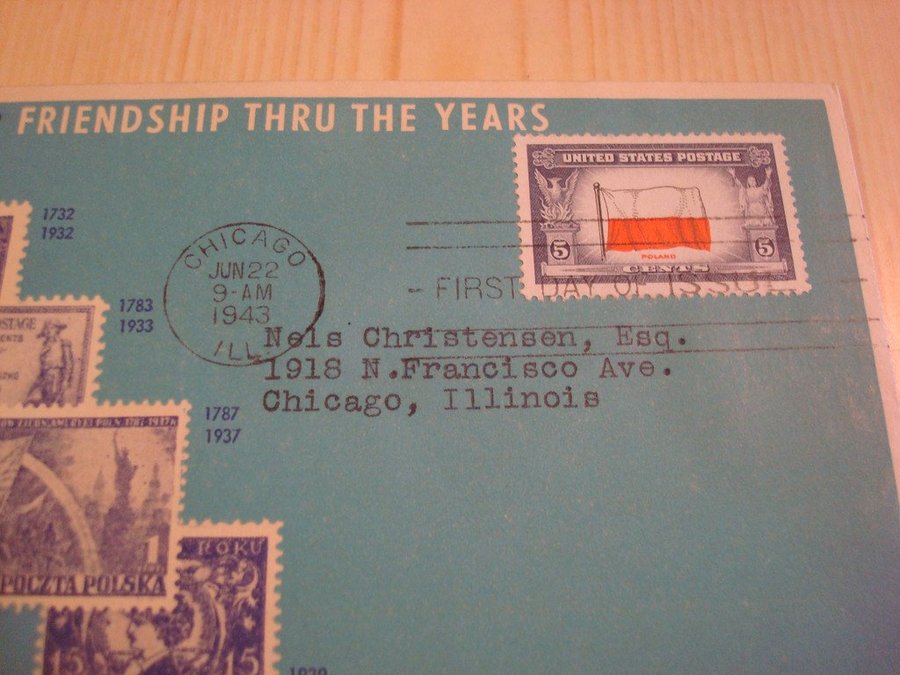 FRIENDSHIP THRU THE YEARS
UNITED STATES POSTAGE
5 5
POLAND
CENTS
1732
1932
CHICAGO
JUN 22
9-AM
1943
ILL
- FIRST DAY OF ISSUE -
1783
1933
Nels Christensen, Esq.
1918 N.Francisco Ave.
Chicago, Illinois
1787
1937
1
POCZTA POLSKA
ROKU
15 15